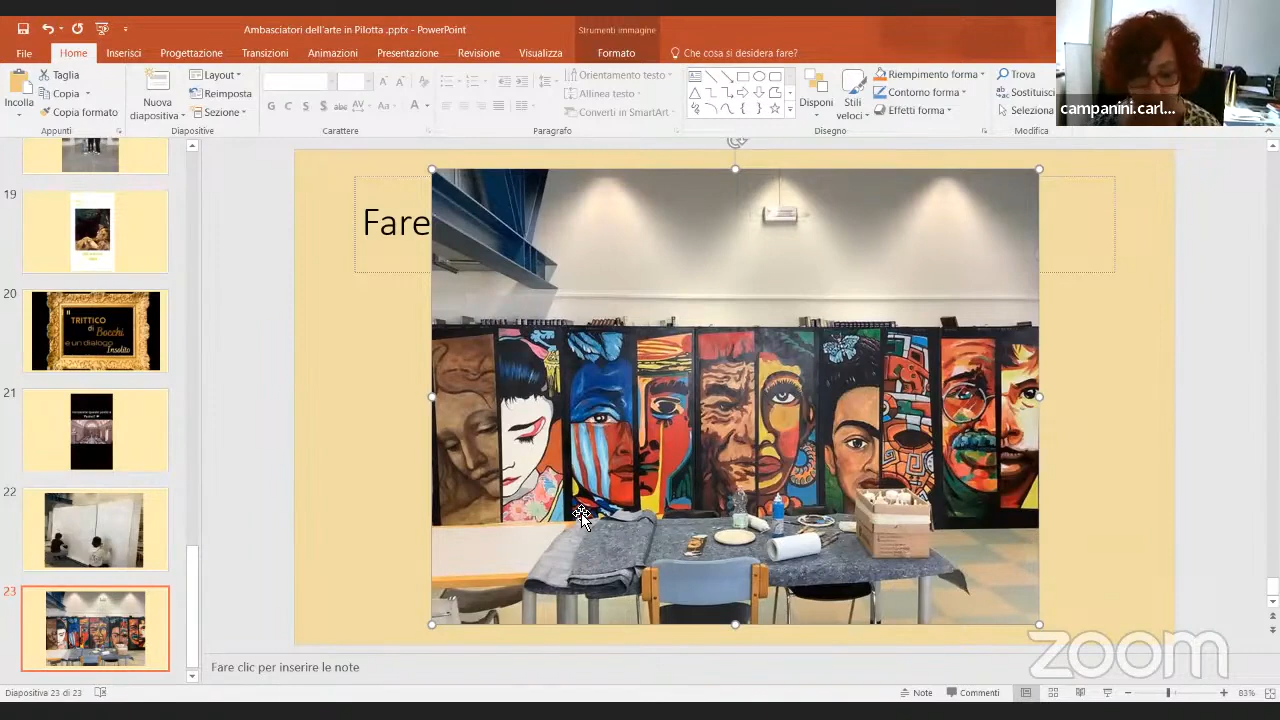 Ambasciatori dell'arte in Pilotta .pptx - PowerPoint
Strumenti immagine
File Home Inserisci Progettazione Transizioni Animazioni Presentazione Revisione Visualizza Formato Che cosa si desidera fare?
Incolla
Taglia
Copia
Copia formato
Appunti
Nuova
diapositiva
Layout
Reimposta
Sezione
Diapositive
G C S S abc AV Aa A
Carattere
Orientamento testo
Allinea testo
Converti in SmartArt
Paragrafo
Disponi
Stili
veloci
Riempimento forma
Contorno forma
Effetti forma
Disegno
Trova
Sostituisci
Seleziona
Modifica
campanini.carl...
19
20
TRITTICO
di
Bocchi
e un dialogo
Insolito
21
22
23
Fare
Fare clic per inserire le note
zoom
Diapositiva 23 di 23
Note Commenti 83%